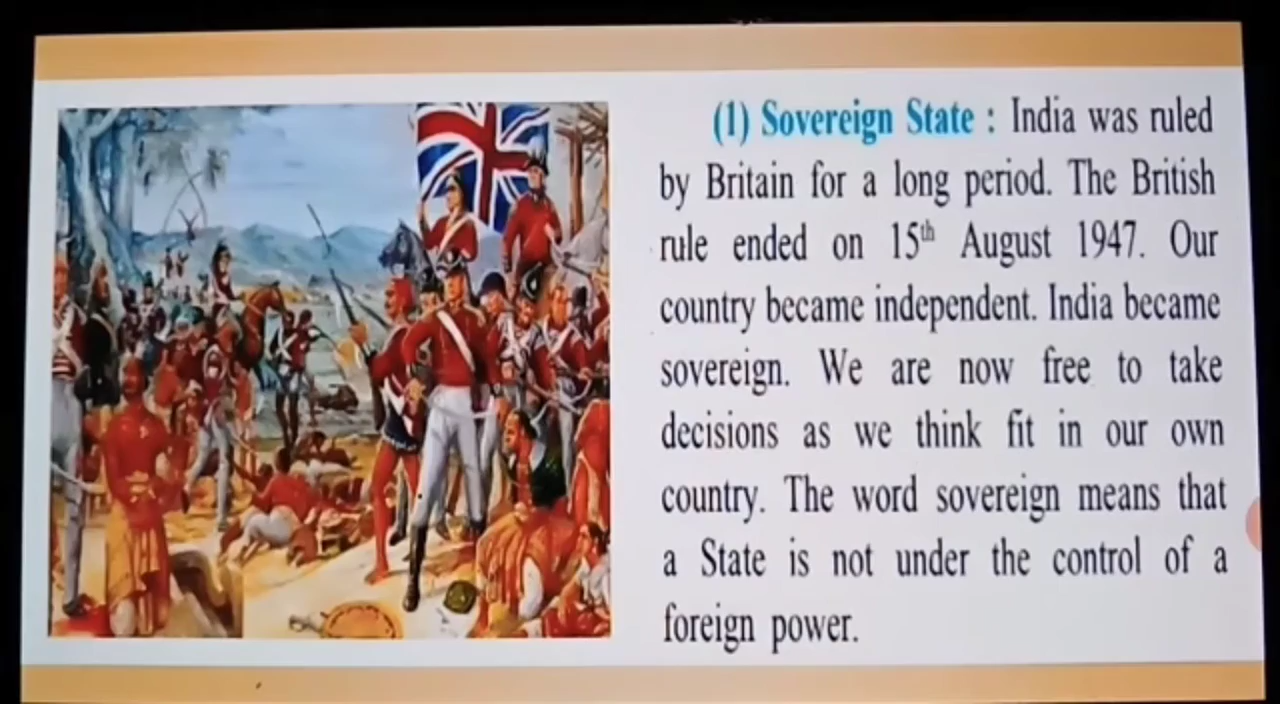 (1) Sovereign State : India was ruled
by Britain for a long period. The British
rule ended on 15th August 1947. Our
country became independent. India became
sovereign. We are now free to take
decisions as we think fit in our own
country. The word sovereign means that
a State is not under the control of a
foreign power.